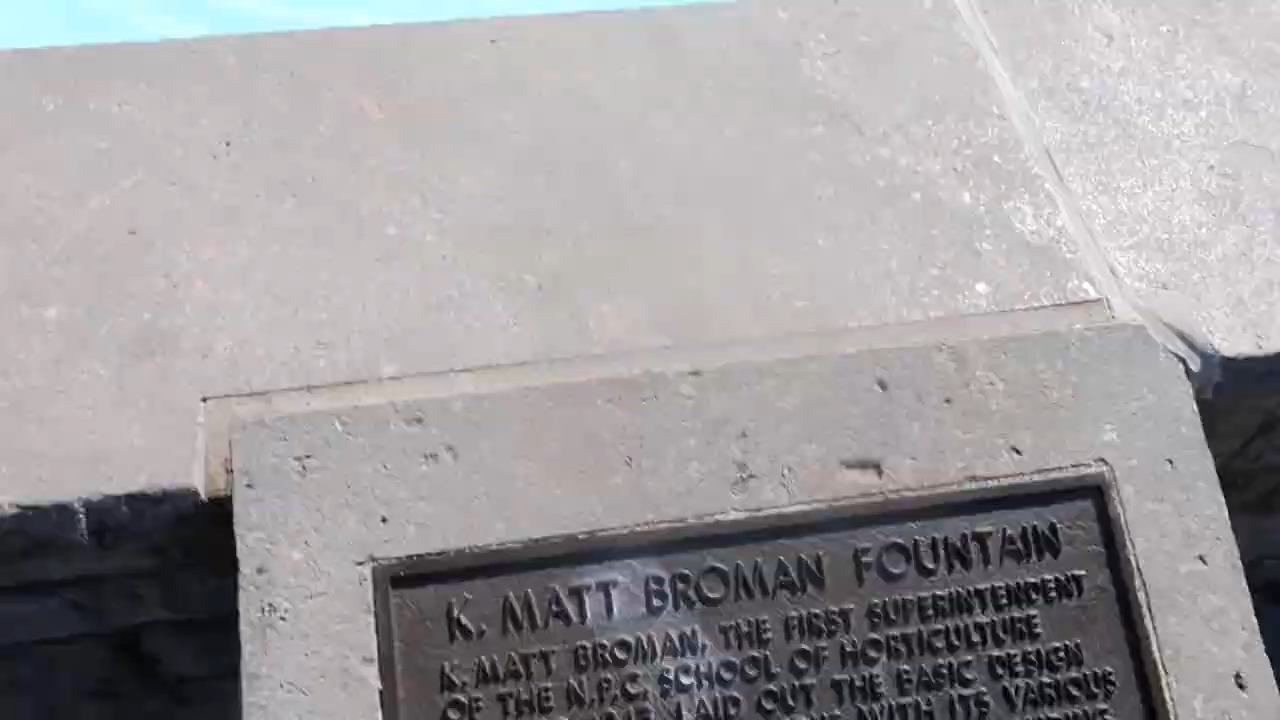 K. MATT BROMAN FOUNTAIN
K. MATT BROMAN, THE FIRST SUPERINTENDENT
OF THE N.P.C. SCHOOL OF HORTICULTURE
LAID OUT THE BASIC DESIGN
WITH ITS VARIOUS